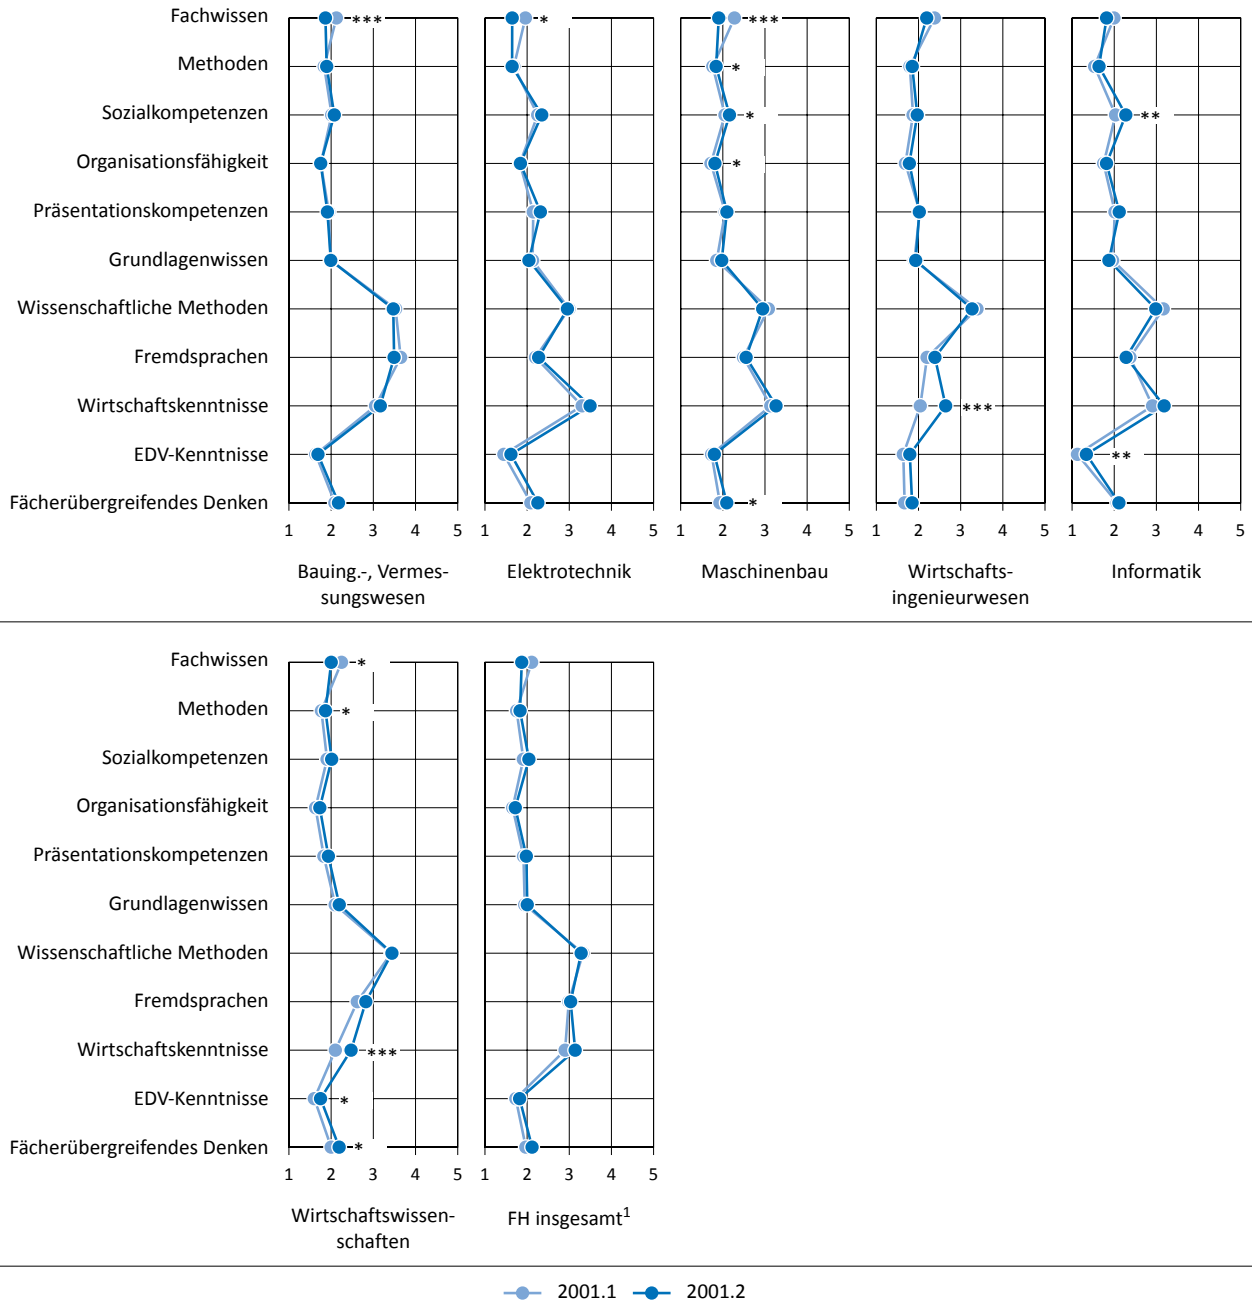 Fachwissen *** * ***
Methoden *
Sozialkompetenzen * **
Organisationsfähigkeit *
Präsentationskompetenzen
Grundlagenwissen
Wissenschaftliche Methoden
Fremdsprachen
Wirtschaftskenntnisse ***
EDV-Kenntnisse **
Fächerübergreifendes Denken *
1 2 3 4 5 1 2 3 4 5 1 2 3 4 5 1 2 3 4 5 1 2 3 4 5
Bauing.-, Vermes-
sungswesen
Elektrotechnik
Maschinenbau
Wirtschafts-
ingenieurwesen
Informatik
Fachwissen *
Methoden *
Sozialkompetenzen
Organisationsfähigkeit
Präsentationskompetenzen
Grundlagenwissen
Wissenschaftliche Methoden
Fremdsprachen
Wirtschaftskenntnisse ***
EDV-Kenntnisse *
Fächerübergreifendes Denken *
1 2 3 4 5 1 2 3 4 5
Wirtschaftswissen-
schaften
FH insgesamt¹
2001.1 2001.2